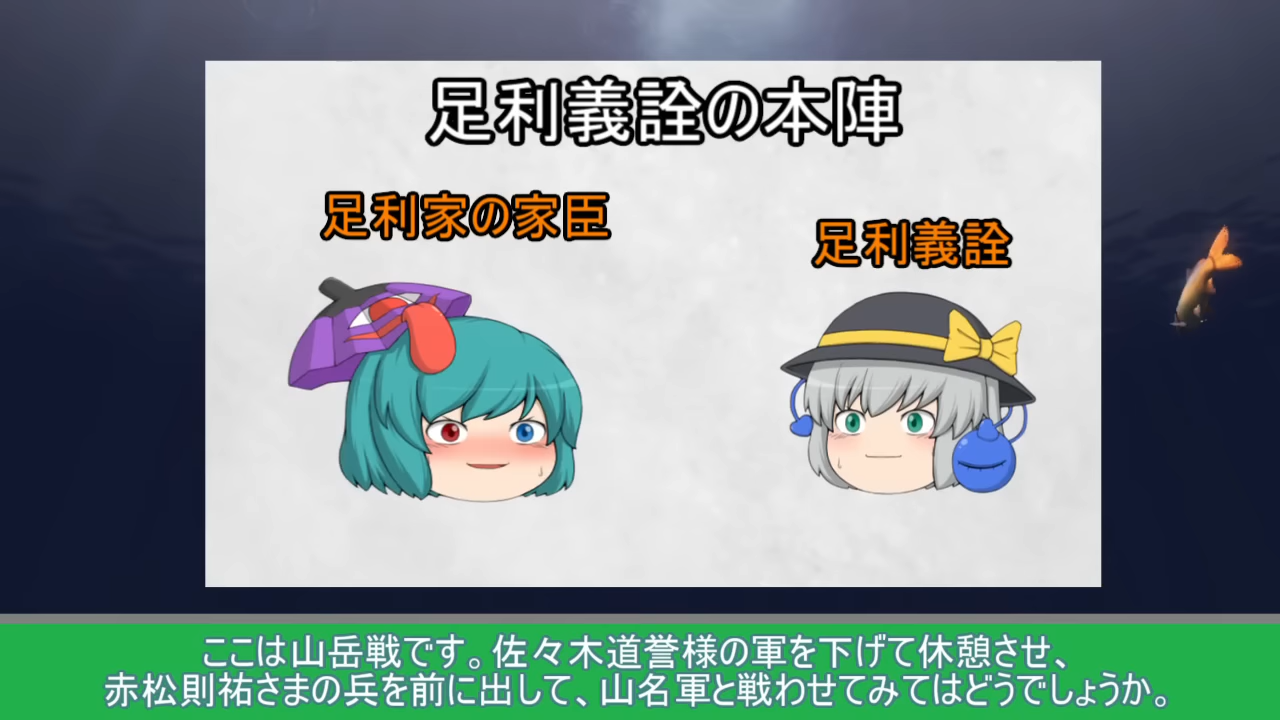 足利義詮の本陣
足利家の家臣
足利義詮
ここは山岳戦です。佐々木道誉様の軍を下げて休憩させ、
赤松則祐さまの兵を前に出して、山名軍と戦わせてみてはどうでしょうか。